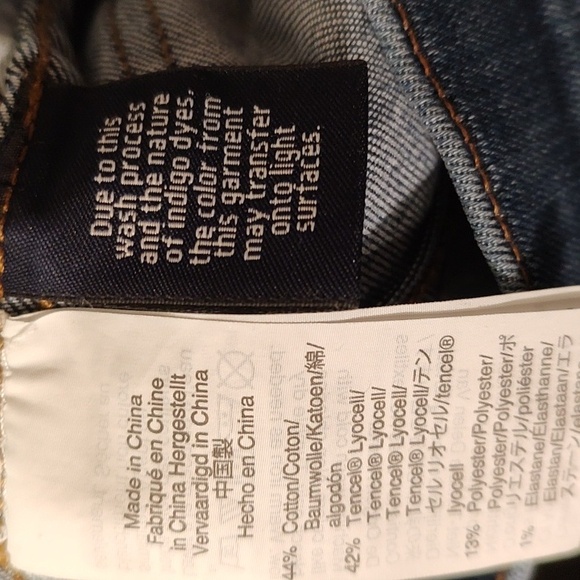 Due to this
wash process
and the nature
of indigo dyes,
the color from
this garment
may transfer
onto light
surfaces.
Made in China
Fabriqué en Chine
in China Hergestellt
Vervaardigd in China
中国製
Hecho en China
44% Cotton/Coton/
Baumwolle/Katoen/綿/
algodón
42% Tencel® Lyocell/
Tencel® Lyocell/
Tencel® Lyocell/
Tencel® Lyocell/テン
セルリオセル/tencel®
lyocell
13% Polyester/Polyester/
Polyester/Polyester/ポ
リエステル/poliéster
1% Elastane/Elasthanne/
Elastan/Elastaan/エラ